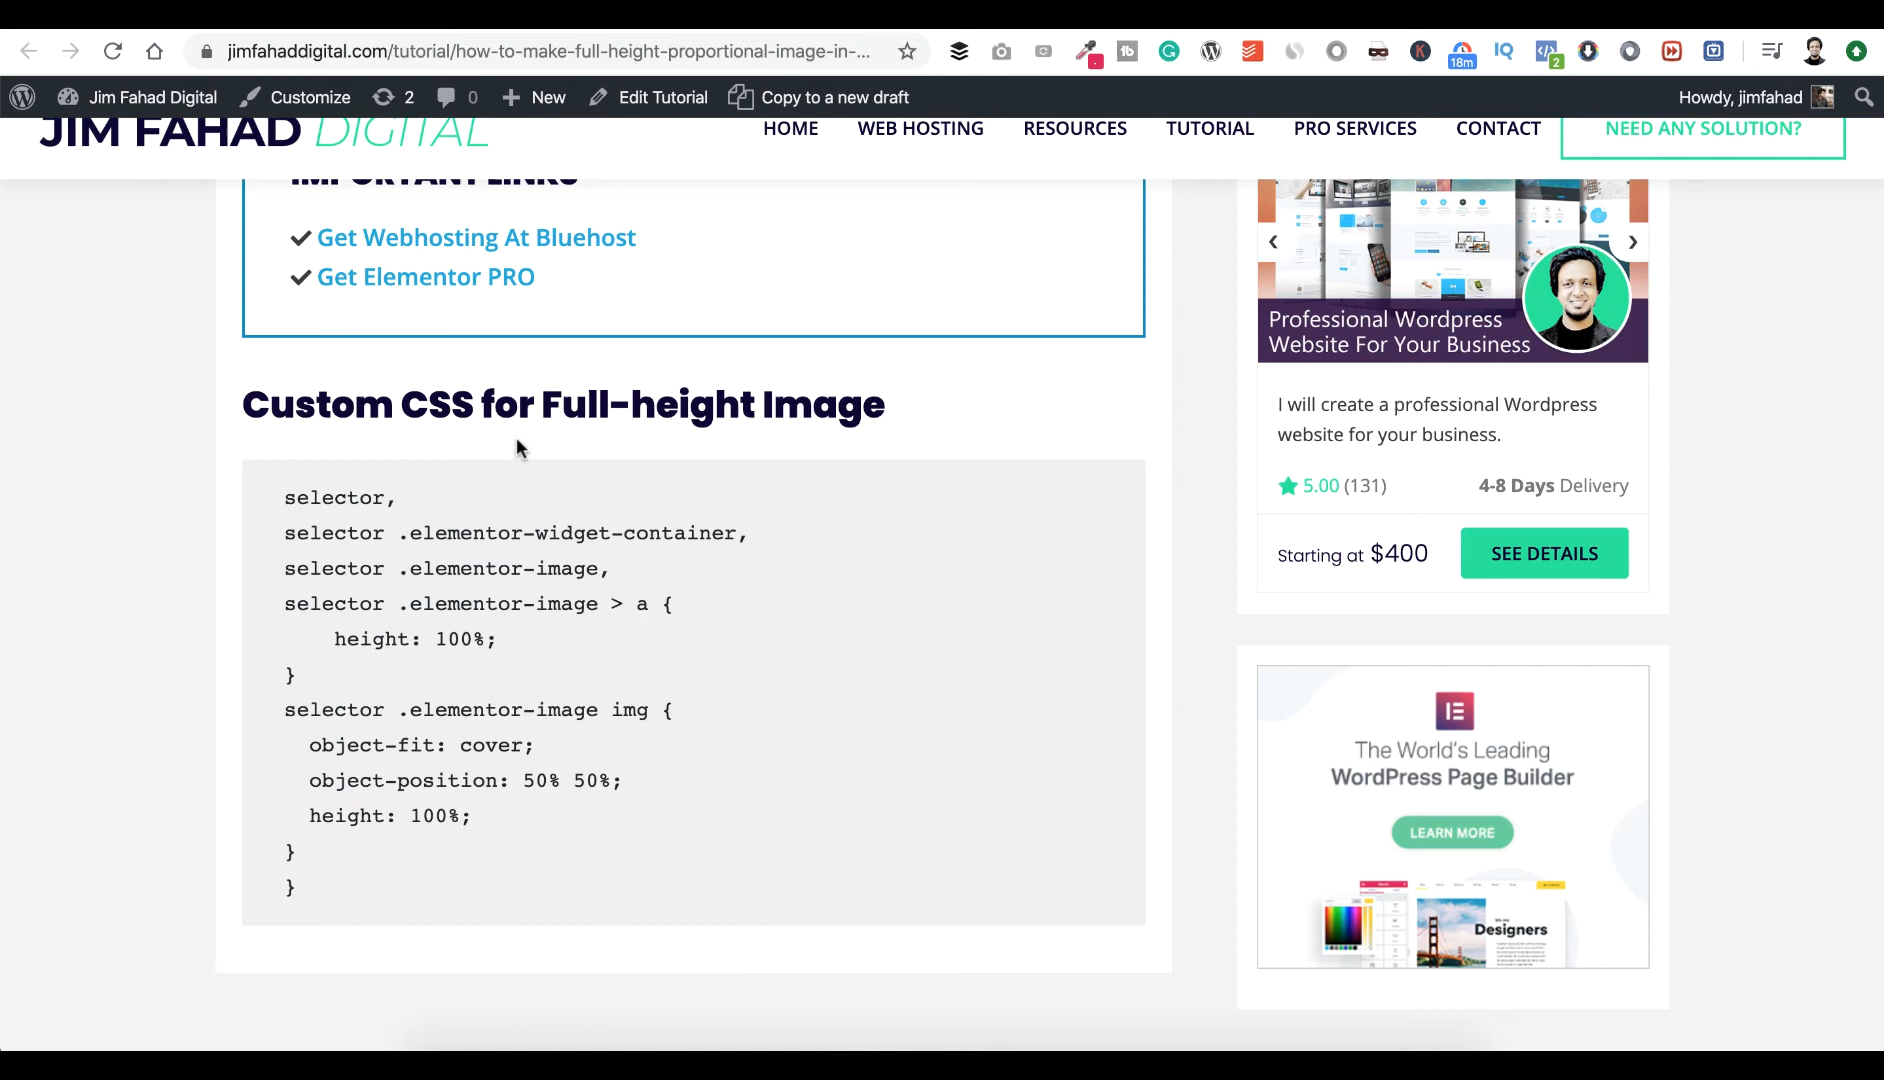 jimfahaddigital.com/tutorial/how-to-make-full-height-proportional-image-in-...
18m
IQ
2
Jim Fahad Digital
Customize
2
0
New
Edit Tutorial
Copy to a new draft
Howdy, jimfahad
JIM FAHAD DIGITAL
HOME
WEB HOSTING
RESOURCES
TUTORIAL
PRO SERVICES
CONTACT
NEED ANY SOLUTION?
IMPORTANT LINKS
Get Webhosting At Bluehost
Get Elementor PRO
Custom CSS for Full-height Image
selector,
selector .elementor-widget-container,
selector .elementor-image,
selector .elementor-image > a {
height: 100%;
}
selector .elementor-image img {
object-fit: cover;
object-position: 50% 50%;
height: 100%;
}
}
Professional Wordpress
Website For Your Business
I will create a professional Wordpress
website for your business.
5.00 (131)
4-8 Days Delivery
Starting at $400
SEE DETAILS
The World's Leading
WordPress Page Builder
LEARN MORE
Designers